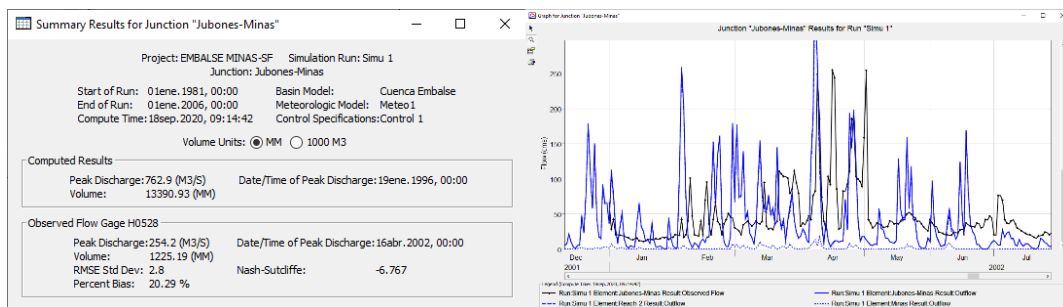 Summary Results for Junction "Jubones-Minas"
Project: EMBALSE MINAS-SF Simulation Run: Simu 1
Junction: Jubones-Minas
Start of Run: 01ene.1981, 00:00 Basin Model: Cuenca Embalse
End of Run: 01ene.2006, 00:00 Meteorologic Model: Meteo1
Compute Time:18sep.2020, 09:14:42 Control Specifications:Control 1
Volume Units: MM 1000 M3
Computed Results
Peak Discharge:762.9 (M3/S) Date/Time of Peak Discharge:19ene.1996, 00:00
Volume: 13390.93 (MM)
Observed Flow Gage H0528
Peak Discharge:254.2 (M3/S) Date/Time of Peak Discharge:16abr.2002, 00:00
Volume: 1225.19 (MM)
RMSE Std Dev: 2.8 Nash-Sutcliffe: -6.767
Percent Bias: 20.29 %
Graph for Junction "Jubones-Minas"
Junction "Jubones-Minas" Results for Run "Simu 1"
Flow (cms)
250
200
150
100
50
0
Dec Jan Feb Mar Apr May Jun Jul
2001 2002
Run:Simu 1 Element:Jubones-Minas Result:Observed Flow
Run:Simu 1 Element:Jubones-Minas Result:Outflow
Run:Simu 1 Element:Reach 2 Result:Outflow
Run:Simu 1 Element:Minas Result:Outflow